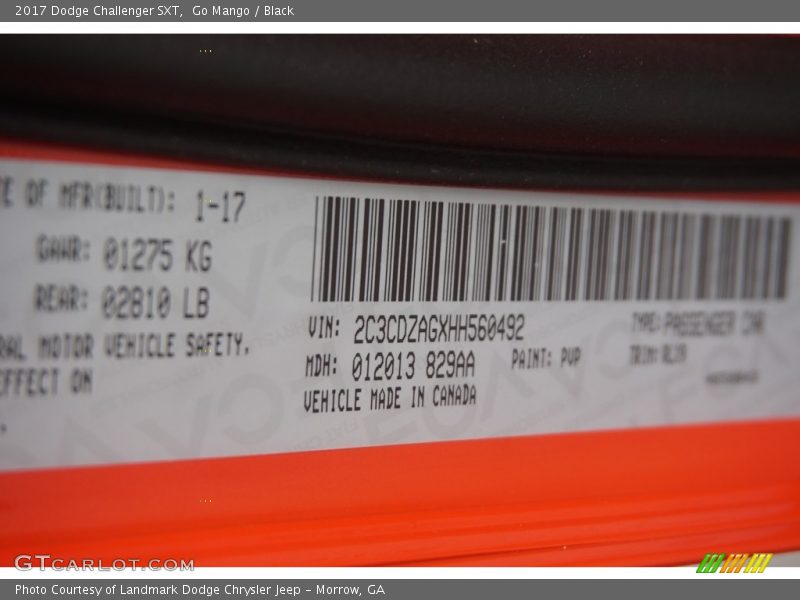 2017 Dodge Challenger SXT,  Go Mango / Black
TE OF MFR(BUILT): 1-17
GAWR: 01275 KG
REAR: 02810 LB
RAL MOTOR VEHICLE SAFETY.
EFFECT ON
VIN: 2C3CDZAGXHH560492
TYPE: PASSENGER CAR
MDH: 012013 829AA
PAINT: PVP
TRIM:
VEHICLE MADE IN CANADA
GTCARLOT.COM
Photo Courtesy of Landmark Dodge Chrysler Jeep – Morrow, GA